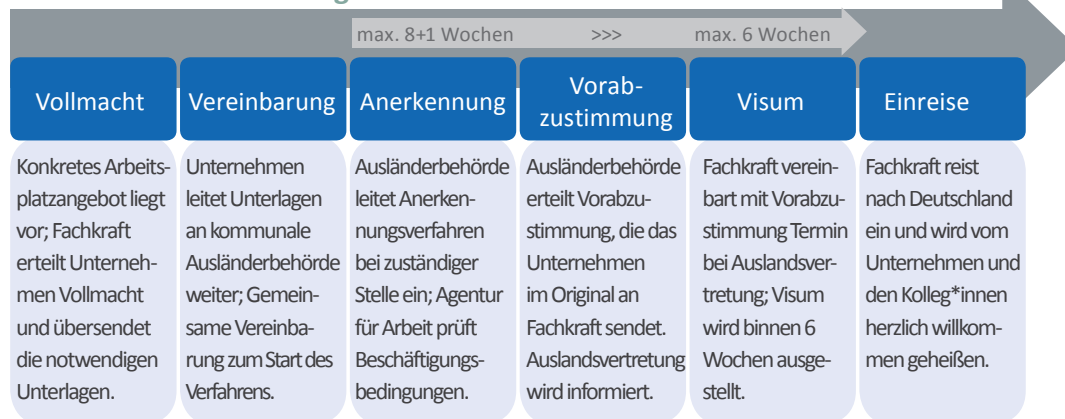 max. 8+1 Wochen >>> max. 6 Wochen
Vollmacht
Konkretes Arbeits-
platzangebot liegt
vor; Fachkraft
erteilt Unterneh-
men Vollmacht
und übersendet
die notwendigen
Unterlagen.
Vereinbarung
Unternehmen
leitet Unterlagen
an kommunale
Ausländerbehörde
weiter; Gemein-
same Vereinba-
rung zum Start des
Verfahrens.
Anerkennung
Ausländerbehörde
leitet Anerken-
nungsverfahren
bei zuständiger
Stelle ein; Agentur
für Arbeit prüft
Beschäftigungs-
bedingungen.
Vorab-
zustimmung
Ausländerbehörde
erteilt Vorabzu-
stimmung, die das
Unternehmen
im Original an
Fachkraft sendet.
Auslandsvertretung
wird informiert.
Visum
Fachkraft verein-
bart mit Vorabzu-
stimmung Termin
bei Auslandsver-
tretung; Visum
wird binnen 6
Wochen ausge-
stellt.
Einreise
Fachkraft reist
nach Deutschland
ein und wird vom
Unternehmen und
den Kolleg*innen
herzlich willkom-
men geheißen.